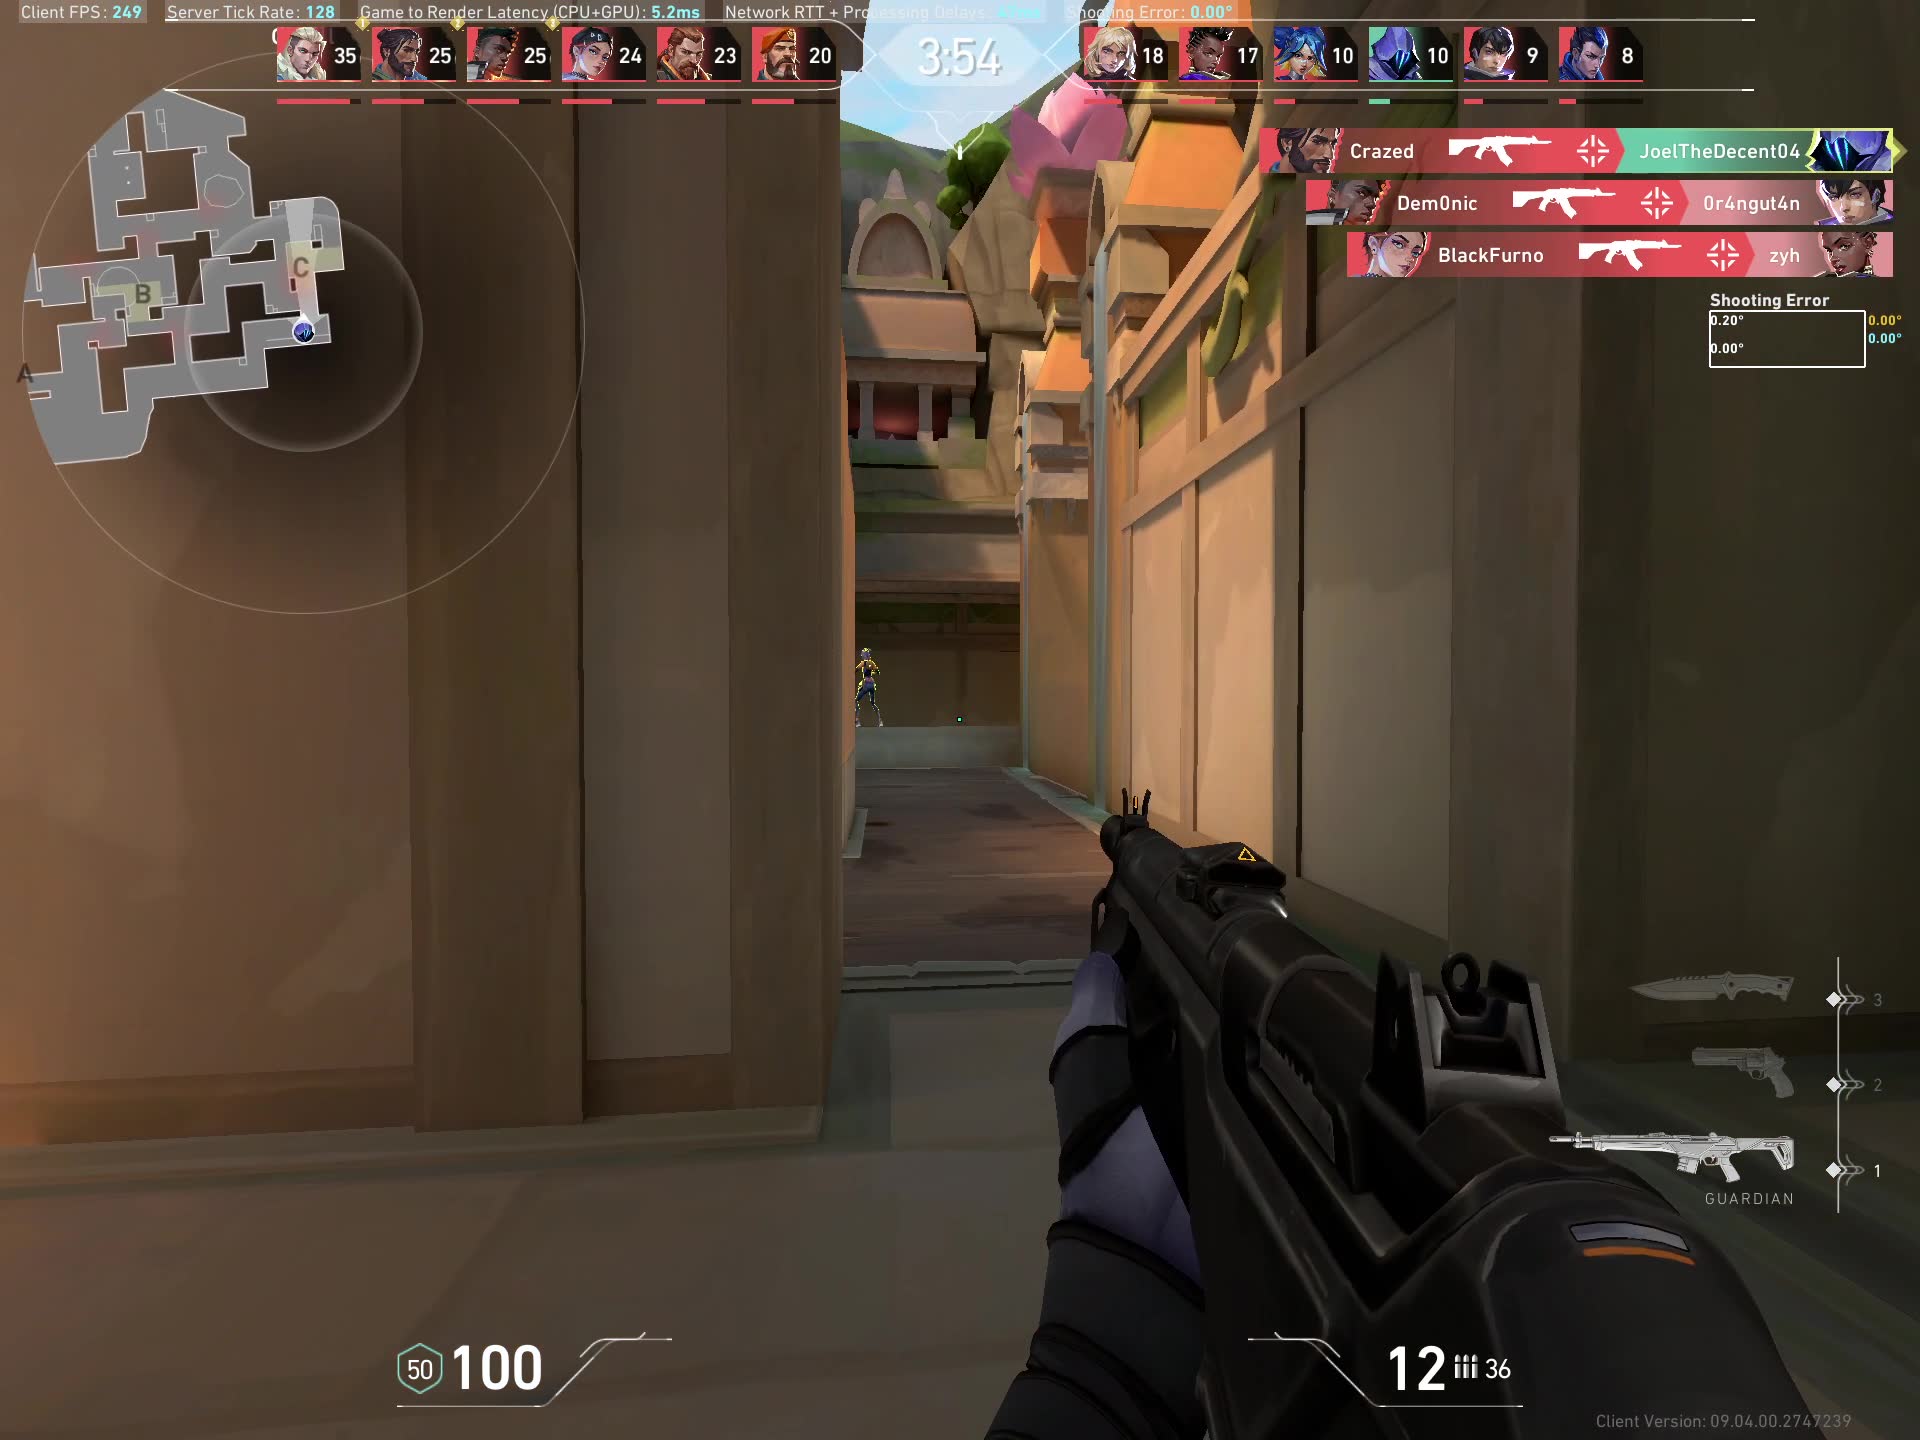 Client FPS: 249 Server Tick Rate: 128 Game to Render Latency (CPU+GPU): 5.2ms Network RTT + Processing Delays: Shooting Error: 0.00°
35 25 25 24 23 20 3:54 18 17 10 10 9 8
Crazed JoelTheDecent04
Dem0nic 0r4ngut4n
BlackFurno zyh
Shooting Error
0.20° 0.00°
0.00°
0.00°
C
B
A
3
2
1
GUARDIAN
50 100
12 36
Client Version: 09.04.00.2747239